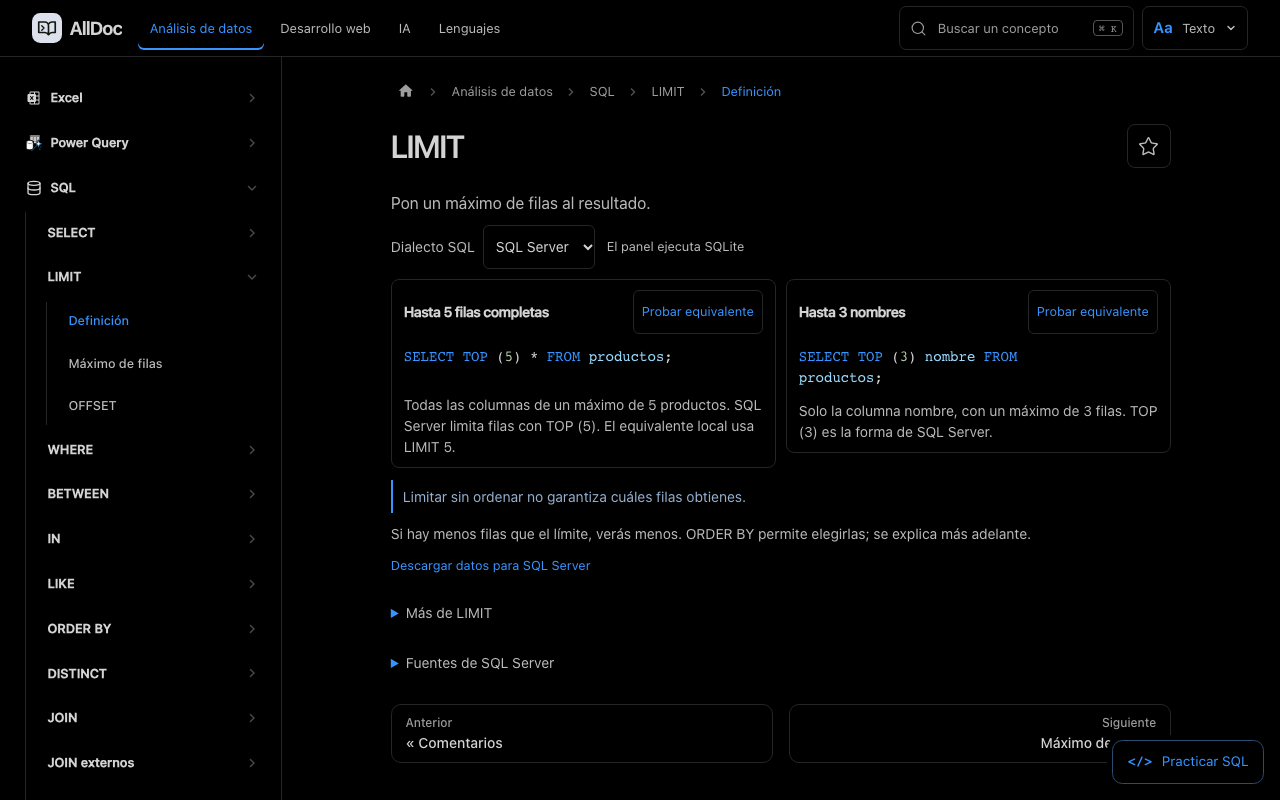 AllDoc
Análisis de datos
Desarrollo web
IA
Lenguajes
Buscar un concepto
⌘ K
Aa Texto
Excel
Power Query
SQL
SELECT
LIMIT
Definición
Máximo de filas
OFFSET
WHERE
BETWEEN
IN
LIKE
ORDER BY
DISTINCT
JOIN
JOIN externos
Análisis de datos > SQL > LIMIT > Definición
LIMIT
Pon un máximo de filas al resultado.
Dialecto SQL SQL Server El panel ejecuta SQLite
Hasta 5 filas completas
Probar equivalente
SELECT TOP (5) * FROM productos;
Todas las columnas de un máximo de 5 productos. SQL
Server limita filas con TOP (5). El equivalente local usa
LIMIT 5.
Hasta 3 nombres
Probar equivalente
SELECT TOP (3) nombre FROM
productos;
Solo la columna nombre, con un máximo de 3 filas. TOP
(3) es la forma de SQL Server.
Limitar sin ordenar no garantiza cuáles filas obtienes.
Si hay menos filas que el límite, verás menos. ORDER BY permite elegirlas; se explica más adelante.
Descargar datos para SQL Server
Más de LIMIT
Fuentes de SQL Server
Anterior
« Comentarios
Siguiente
Máximo de
</> Practicar SQL